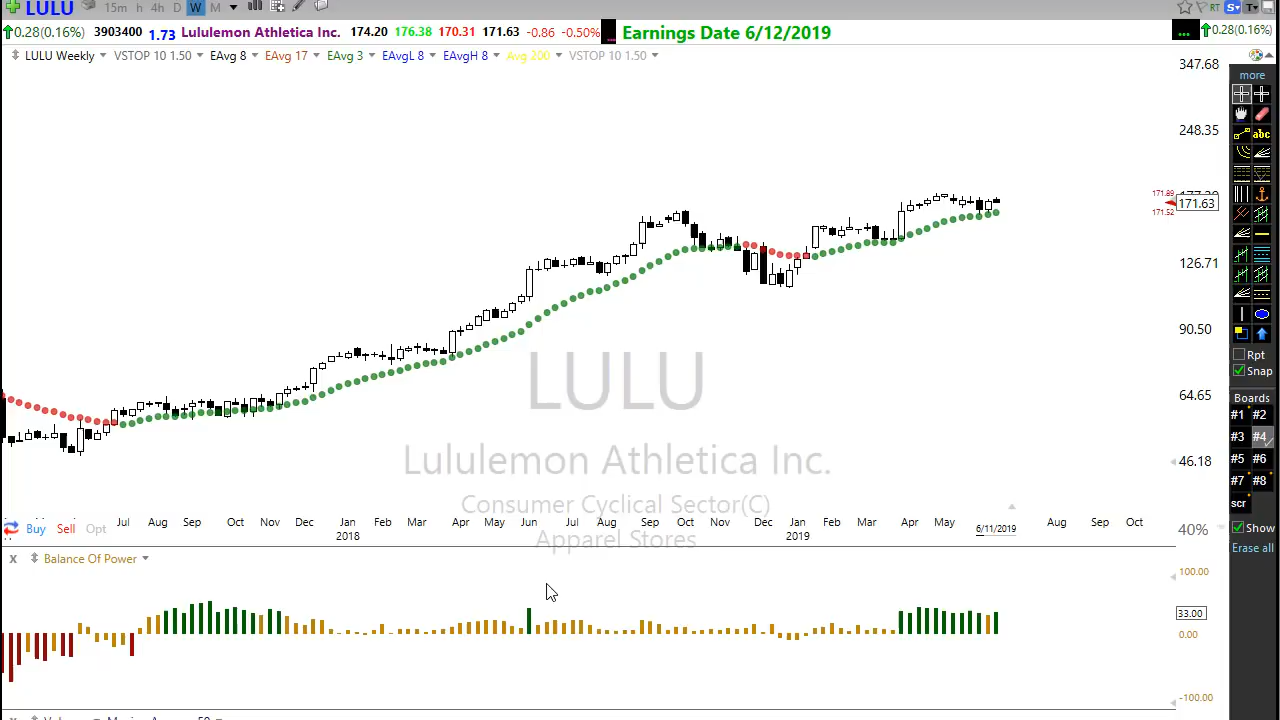 LULU 15m h 4h D W M RT S T
0.28(0.16%) 3903400 1.73 Lululemon Athletica Inc. 174.20 176.38 170.31 171.63 -0.86 -0.50% ... Earnings Date 6/12/2019 ... 0.28(0.16%)
LULU Weekly VSTOP 10 1.50 EAvg 8 EAvg 17 EAvg 3 EAvgL 8 EAvgH 8 Avg 200 VSTOP 10 1.50
347.68
more
248.35
abc
171.89
171.63
171.52
126.71
90.50
Rpt
Snap
LULU
64.65
Boards
#1 #2
#3 #4
Lululemon Athletica Inc.
46.18
#5 #6
#7 #8
Consumer Cyclical Sector(C)
scr
Buy Sell Opt Jul Aug Sep Oct Nov Dec Jan Feb Mar Apr May Jun Jul Aug Sep Oct Nov Dec Jan Feb Mar Apr May 6/11/2019 Aug Sep Oct
40%
Show
2018 2019
Apparel Stores
Erase all
x Balance Of Power
100.00
33.00
0.00
-100.00